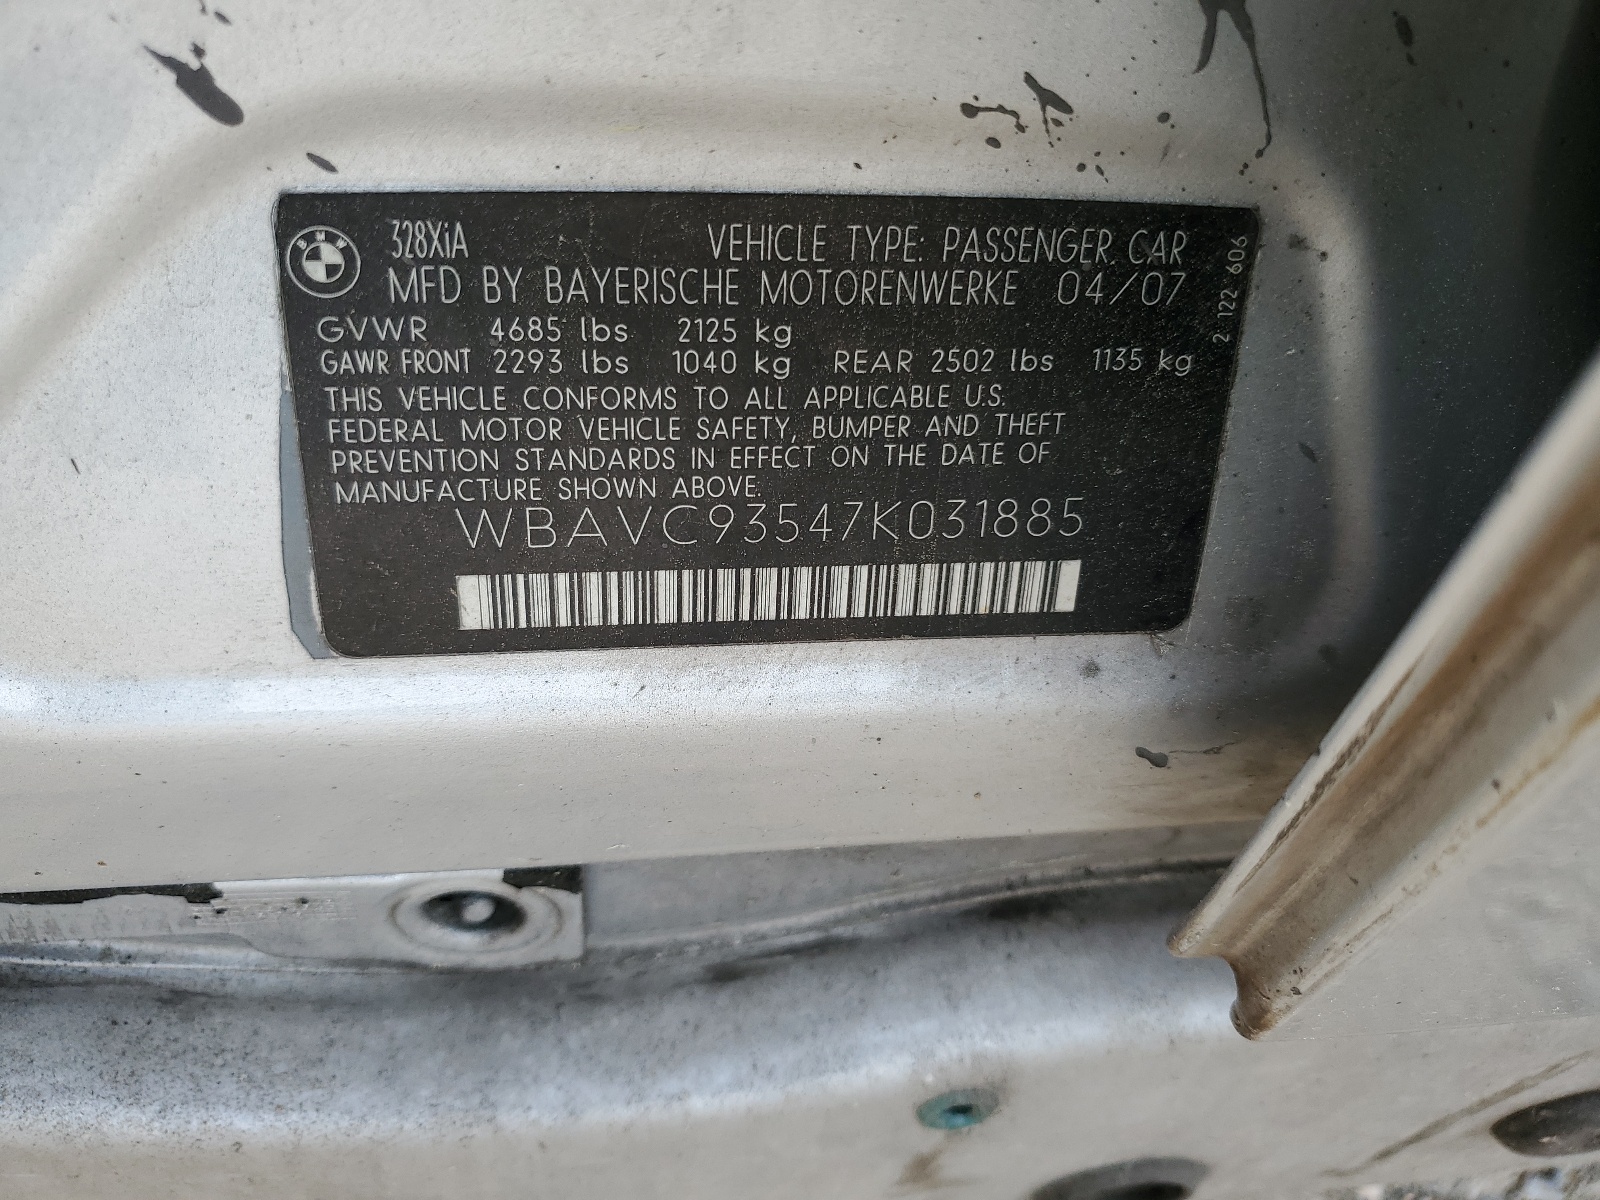 BMW
328XiA VEHICLE TYPE: PASSENGER CAR
MFD BY BAYERISCHE MOTORENWERKE 04/07
GVWR 4685 lbs 2125 kg
GAWR FRONT 2293 lbs 1040 kg REAR 2502 lbs 1135 kg
THIS VEHICLE CONFORMS TO ALL APPLICABLE U.S.
FEDERAL MOTOR VEHICLE SAFETY, BUMPER AND THEFT
PREVENTION STANDARDS IN EFFECT ON THE DATE OF
MANUFACTURE SHOWN ABOVE.
WBAVC93547K031885
2 122 606